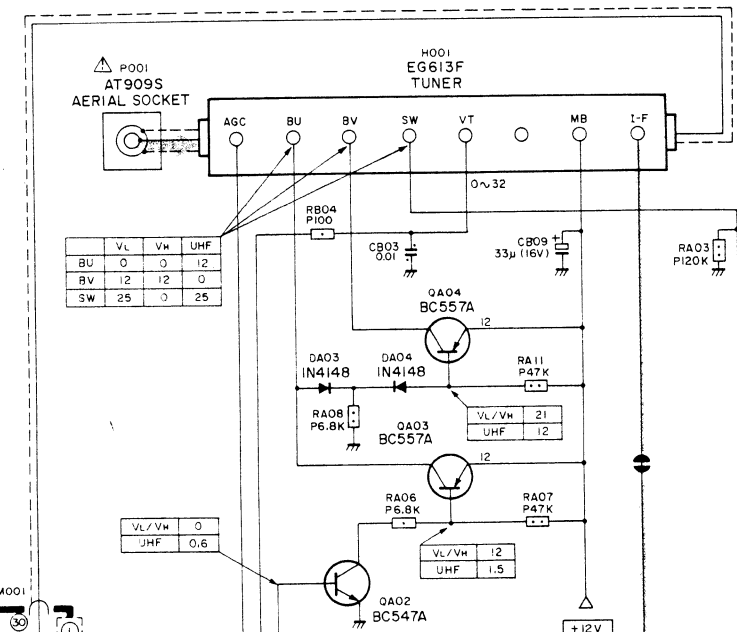 P001
AT909S
AERIAL SOCKET
H001
EG613F
TUNER
AGC BU BV SW VT MB I-F
0~32
RB04
P100
CB03
0.01
CB09
+
33µ (16V)
RA03
P120K
VL VH UHF
BU 0 0 12
BV 12 12 0
SW 25 0 25
QA04
BC557A
12
DA03
1N4148
DA04
1N4148
RA11
P47K
RA08
P6.8K
VL/VH 21
UHF 12
QA03
BC557A
12
RA06
P6.8K
RA07
P47K
VL/VH 0
UHF 0.6
VL/VH 12
UHF 1.5
QA02
BC547A
M001
30
1
+12V